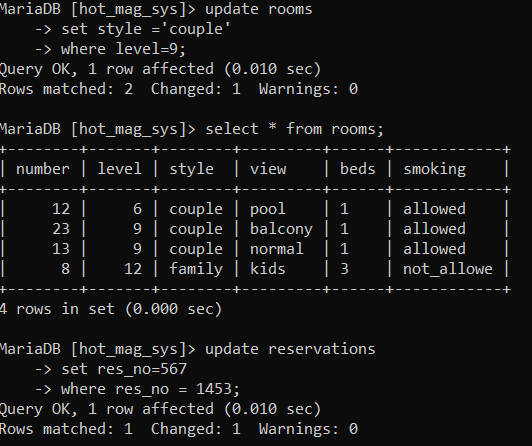 MariaDB [hot_mag_sys]> update rooms
    -> set style ='couple'
    -> where level=9;
Query OK, 1 row affected (0.010 sec)
Rows matched: 2  Changed: 1  Warnings: 0

MariaDB [hot_mag_sys]> select * from rooms;
+--------+-------+--------+---------+------+------------+
| number | level | style  | view    | beds | smoking    |
+--------+-------+--------+---------+------+------------+
|     12 |     6 | couple | pool    | 1    | allowed    |
|     23 |     9 | couple | balcony | 1    | allowed    |
|     13 |     9 | couple | normal  | 1    | allowed    |
|      8 |    12 | family | kids    | 3    | not_allowe |
+--------+-------+--------+---------+------+------------+
4 rows in set (0.000 sec)

MariaDB [hot_mag_sys]> update reservations
    -> set res_no=567
    -> where res_no = 1453;
Query OK, 1 row affected (0.010 sec)
Rows matched: 1  Changed: 1  Warnings: 0